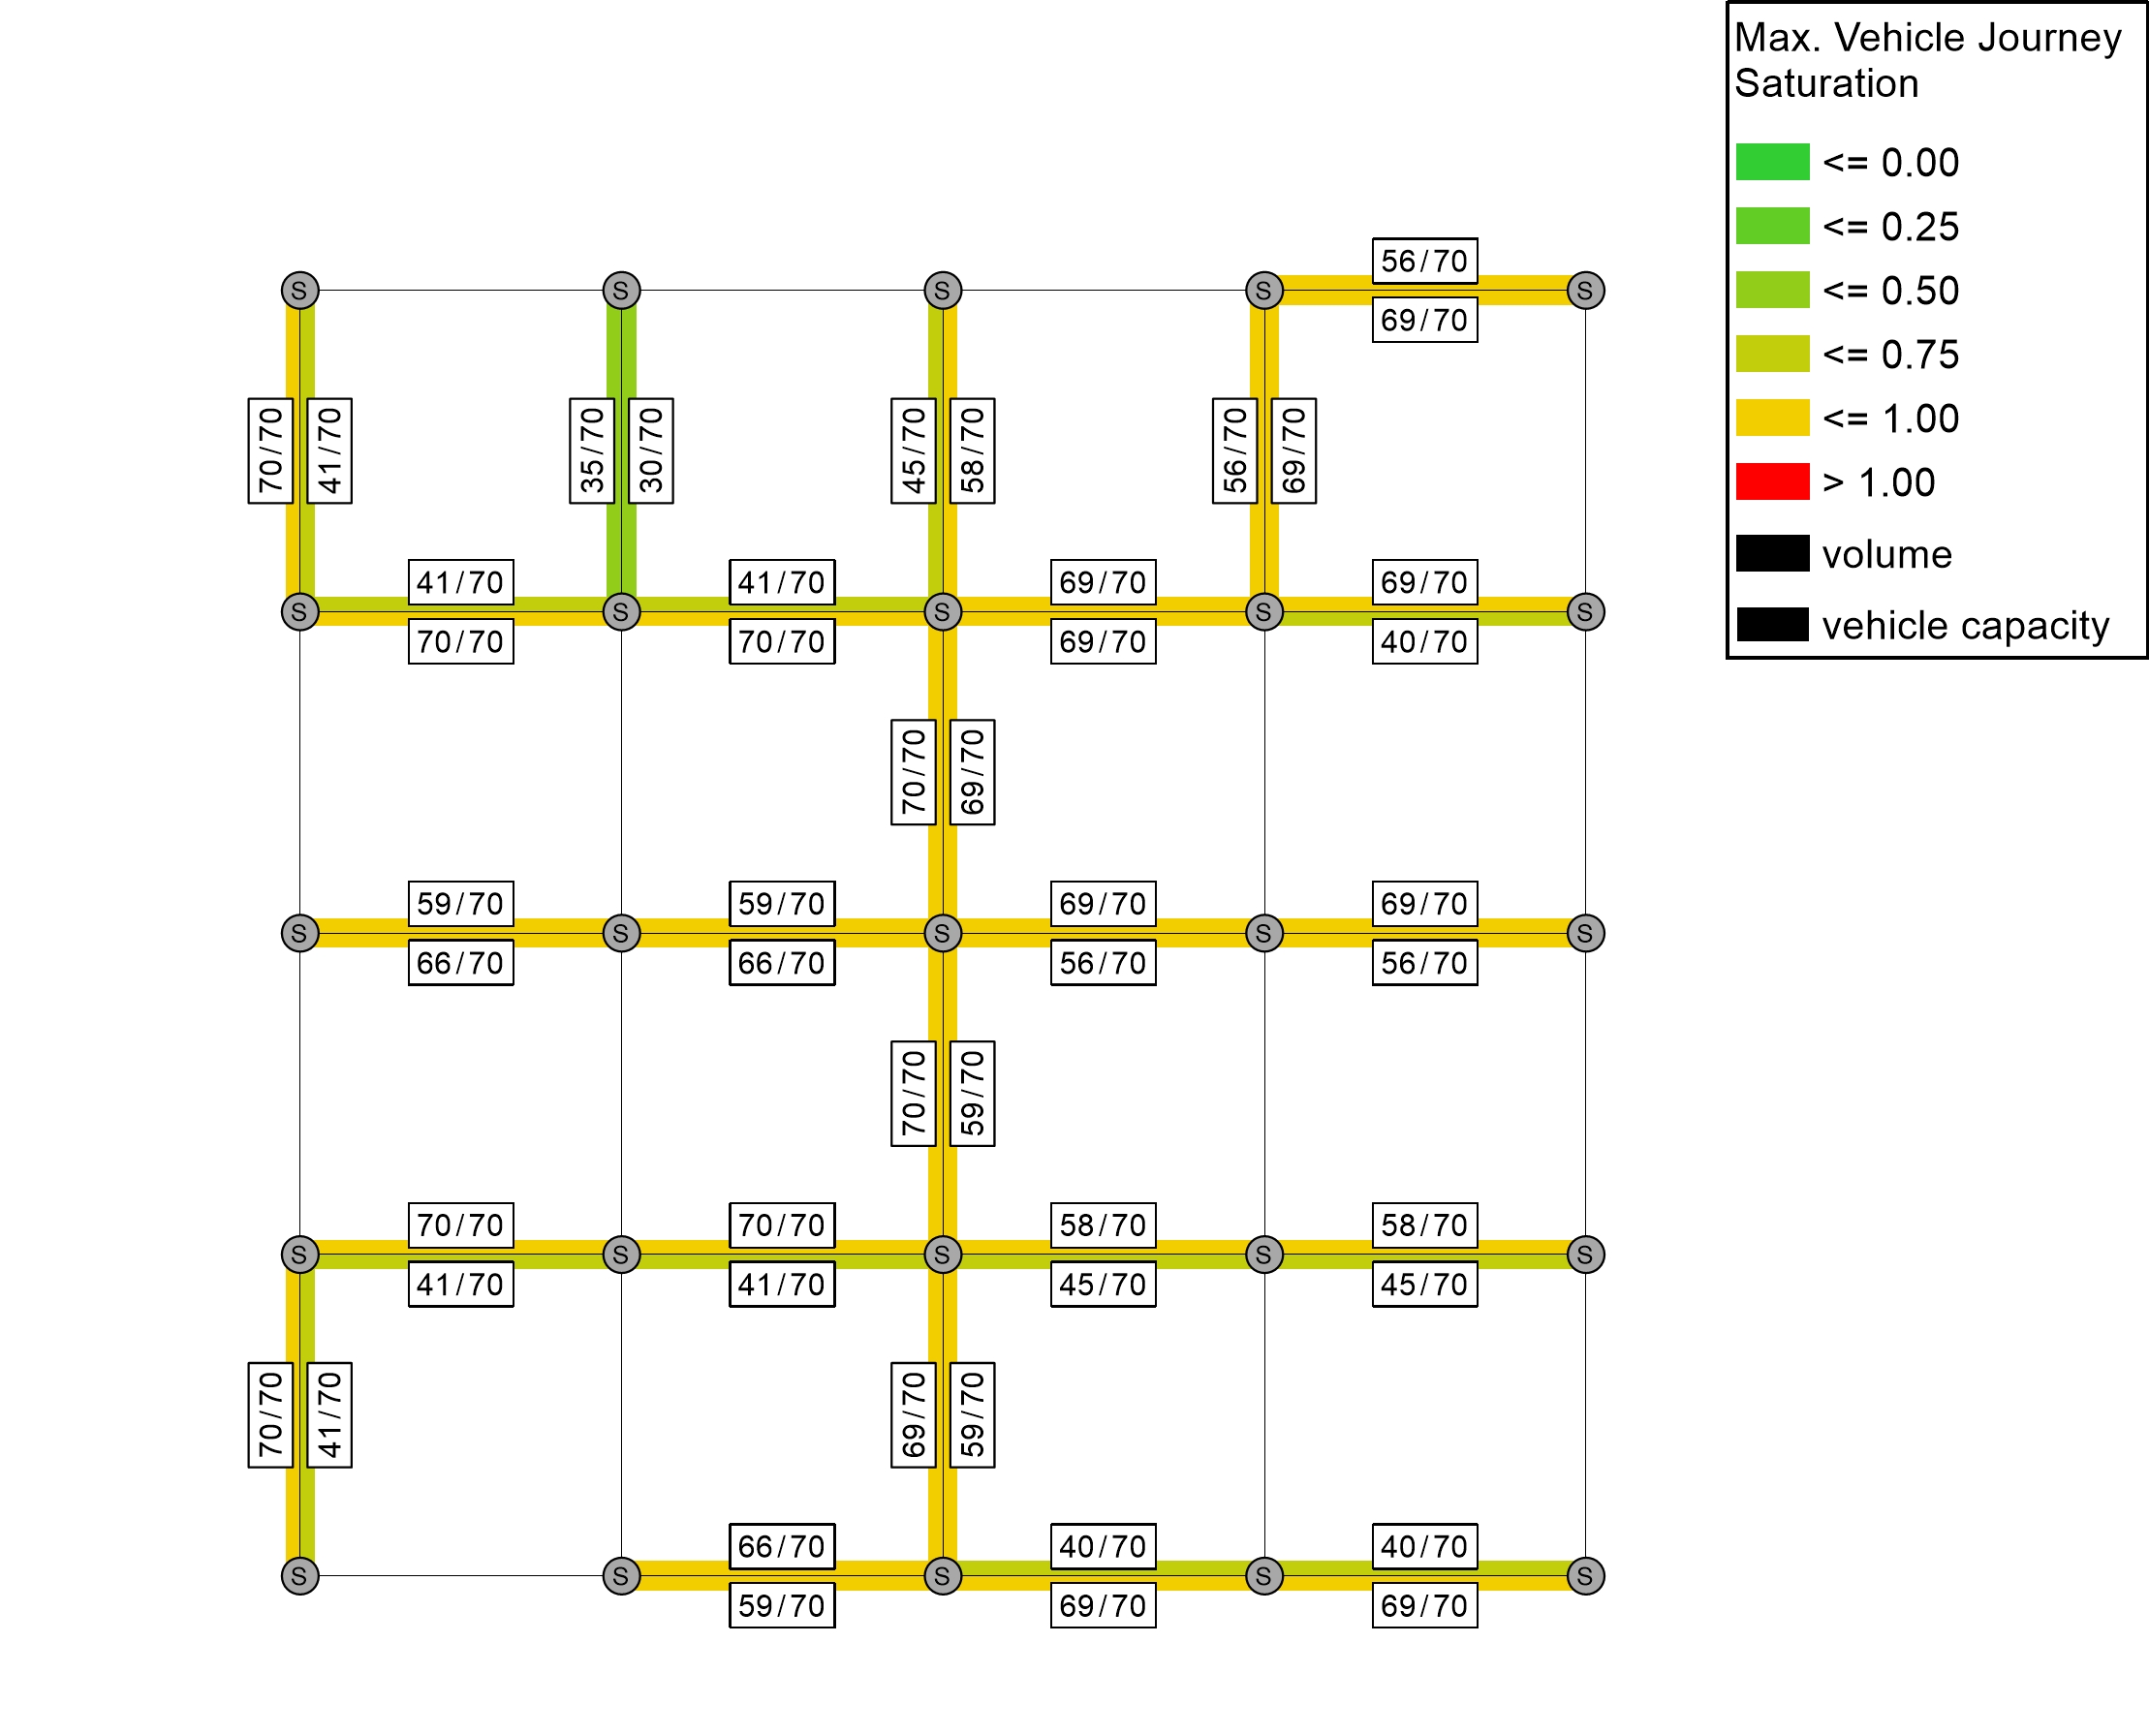 Max. Vehicle Journey
Saturation
<= 0.00
<= 0.25
<= 0.50
<= 0.75
<= 1.00
> 1.00
volume
vehicle capacity
56/70
S S S S S
69/70
70/70 41/70 35/70 30/70 45/70 58/70 56/70 69/70
41/70 41/70 69/70 69/70
S S S S S
70/70 70/70 69/70 40/70
70/70 69/70
59/70 59/70 69/70 69/70
S S S S S
66/70 66/70 56/70 56/70
70/70 59/70
70/70 70/70 58/70 58/70
S S S S S
41/70 41/70 45/70 45/70
70/70 41/70 69/70 59/70
66/70 40/70 40/70
S S S S S
59/70 69/70 69/70